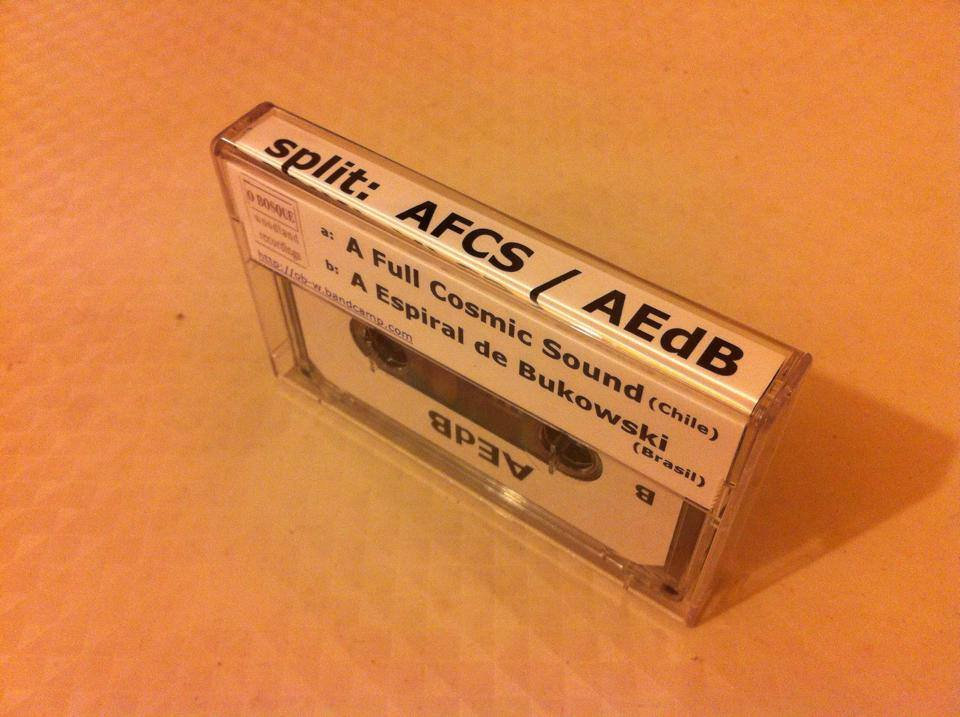 split: AFCS / AEdB
O BOSQUE
woodland
recordings
http://ob-w.bandcamp.com
a: A Full Cosmic Sound (Chile)
b: A Espiral de Bukowski
(Brasil)
AEdB
B